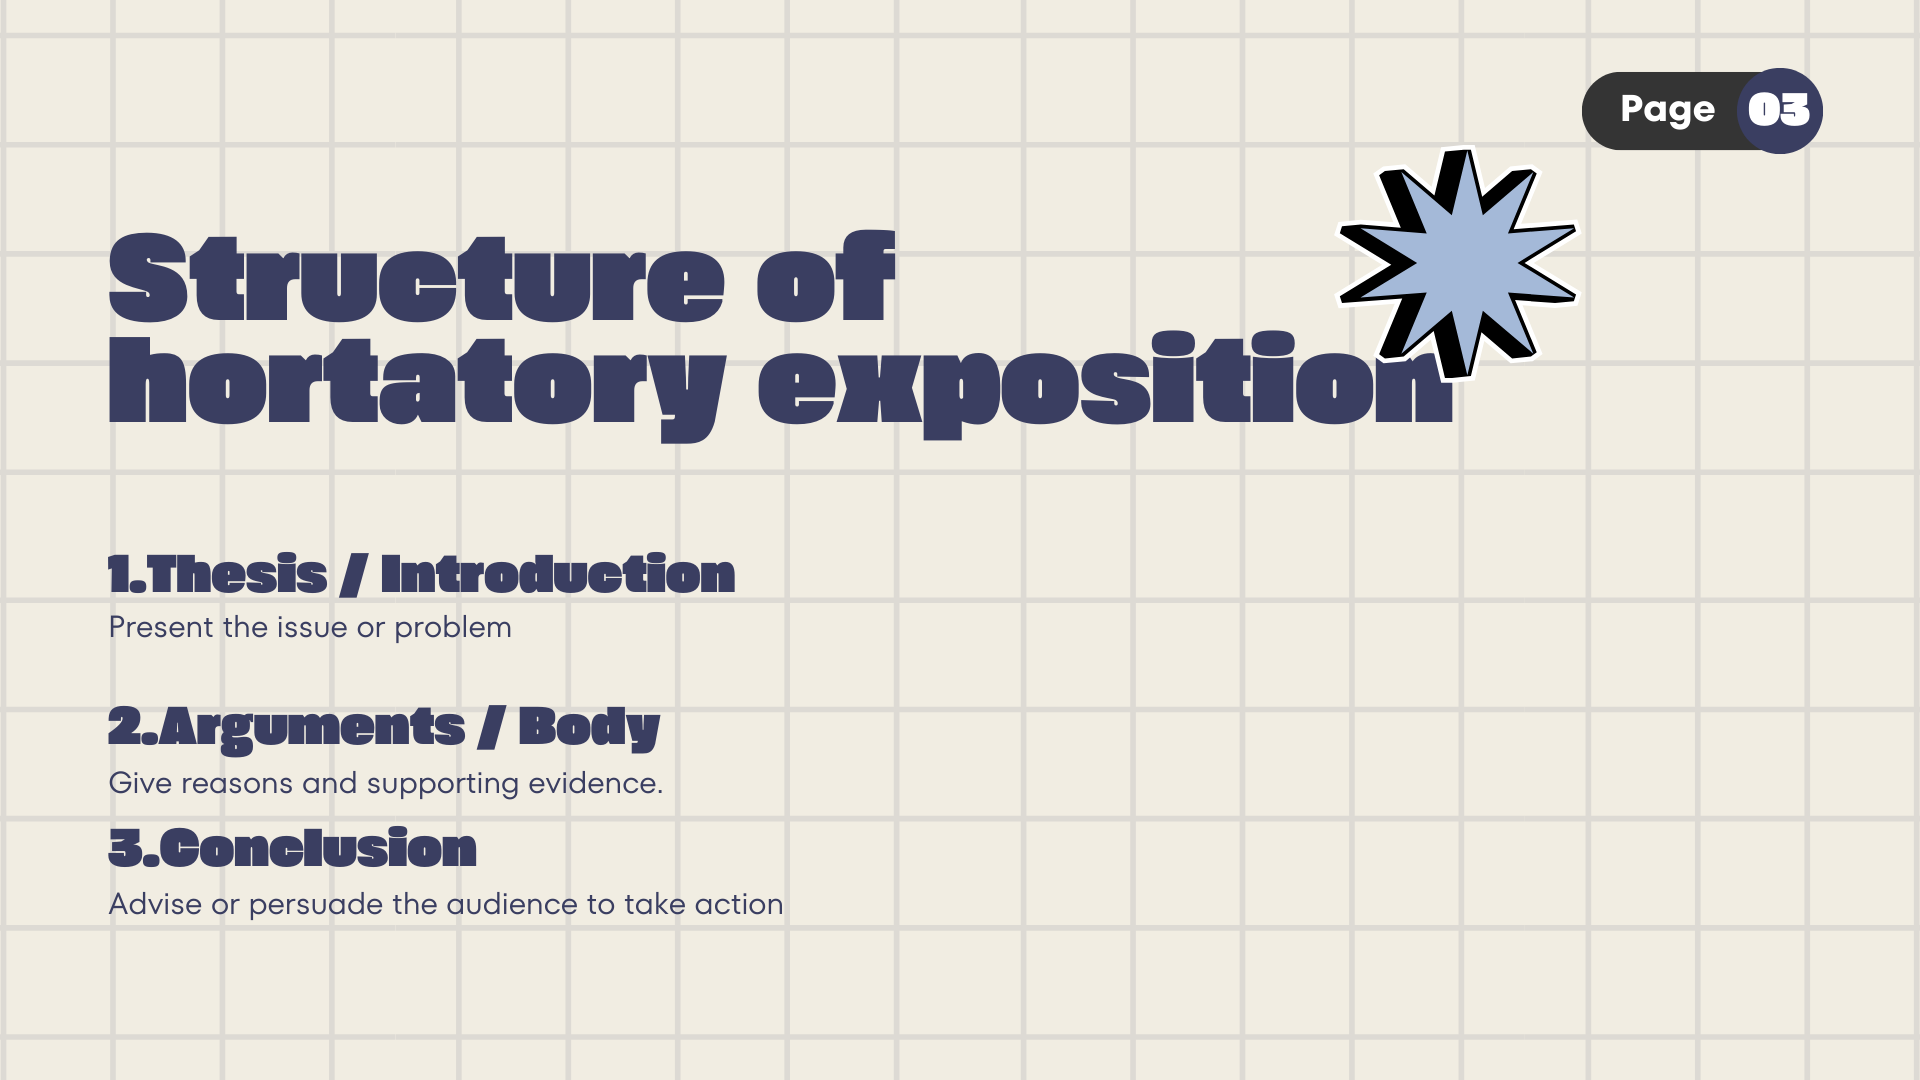 Page 03
Structure of
hortatory exposition
1.Thesis / Introduction
Present the issue or problem
2.Arguments / Body
Give reasons and supporting evidence.
3.Conclusion
Advise or persuade the audience to take action